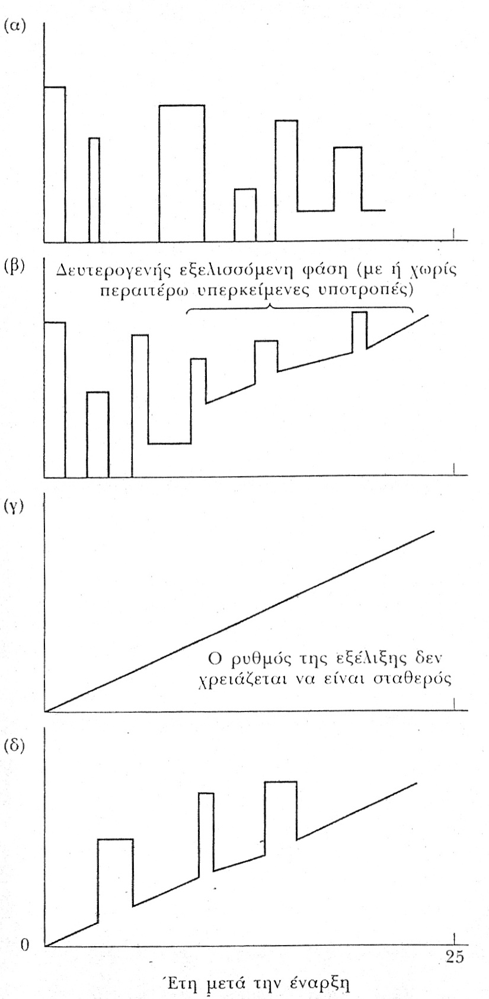 (α)
(β)
Δευτερογενής εξελισσόμενη φάση (με ή χωρίς
περαιτέρω υπερκείμενες υποτροπές)
(γ)
Ο ρυθμός της εξέλιξης δεν
χρειάζεται να είναι σταθερός
(δ)
0
25
Έτη μετά την έναρξη